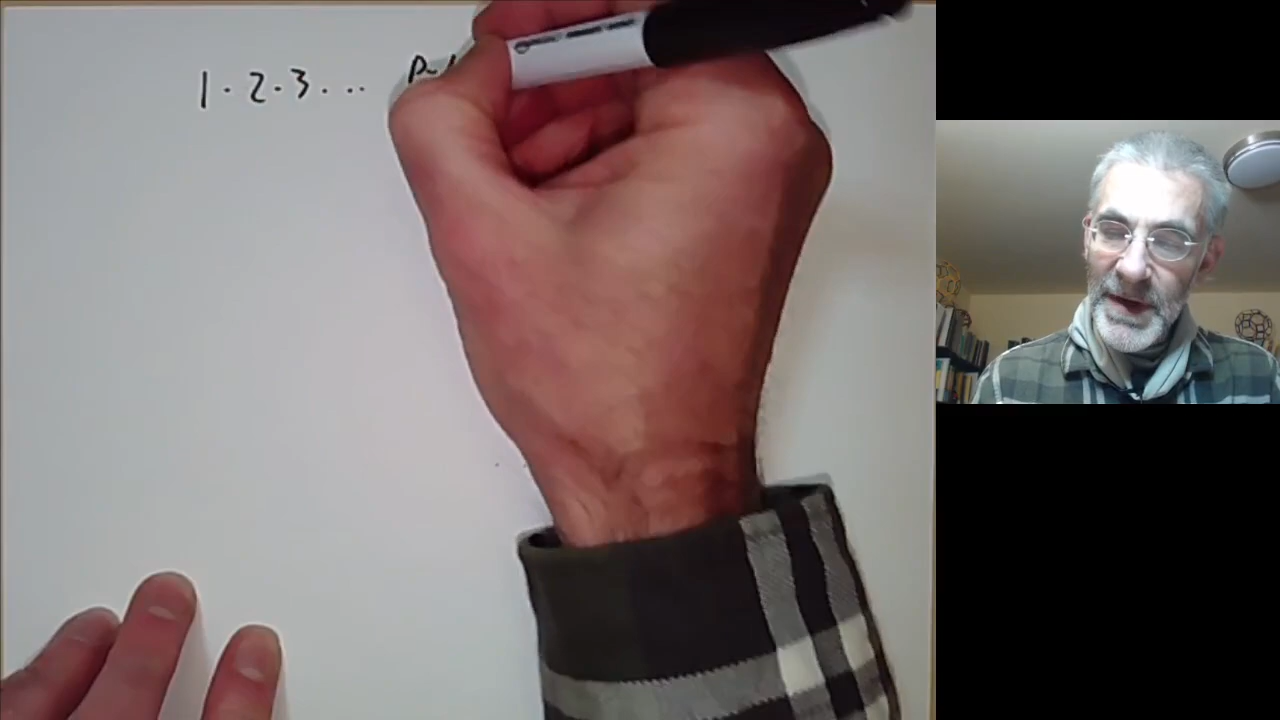 1 · 2 · 3 . . .